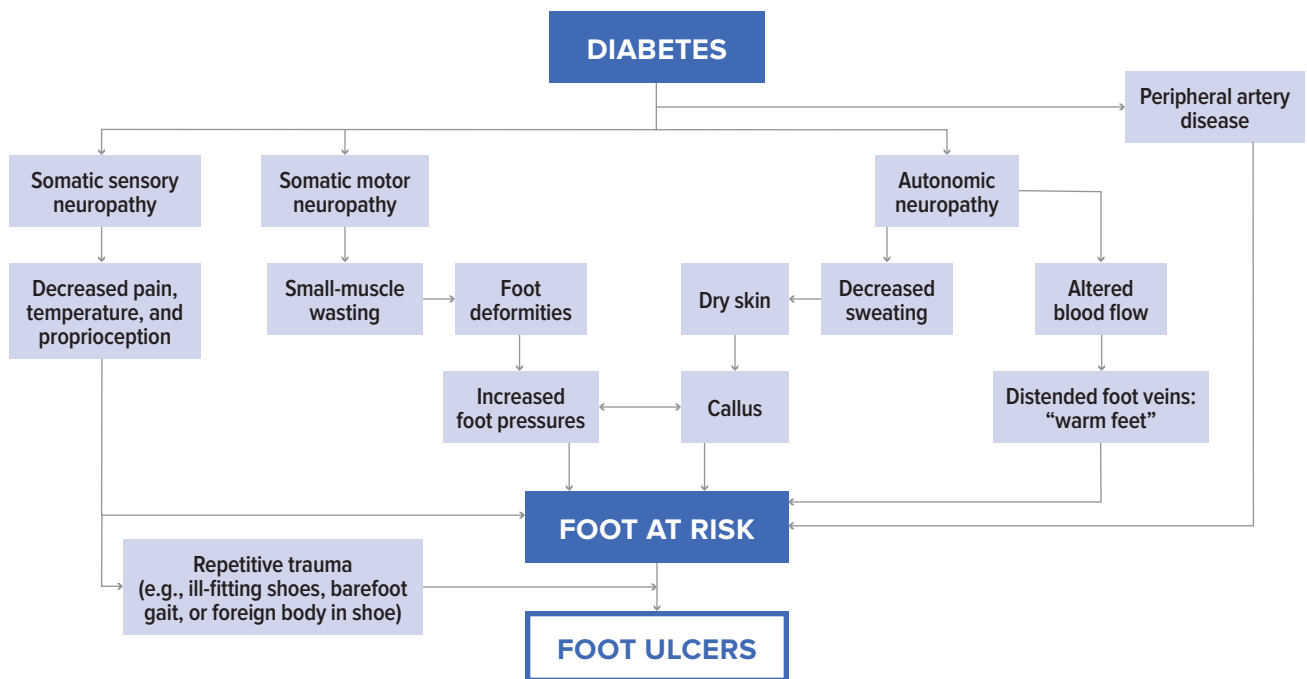 DIABETES
Peripheral artery
disease
Somatic sensory
neuropathy
Somatic motor
neuropathy
Autonomic
neuropathy
Decreased pain,
temperature, and
proprioception
Small-muscle
wasting
Foot
deformities
Dry skin
Decreased
sweating
Altered
blood flow
Increased
foot pressures
Callus
Distended foot veins:
“warm feet”
FOOT AT RISK
Repetitive trauma
(e.g., ill-fitting shoes, barefoot
gait, or foreign body in shoe)
FOOT ULCERS